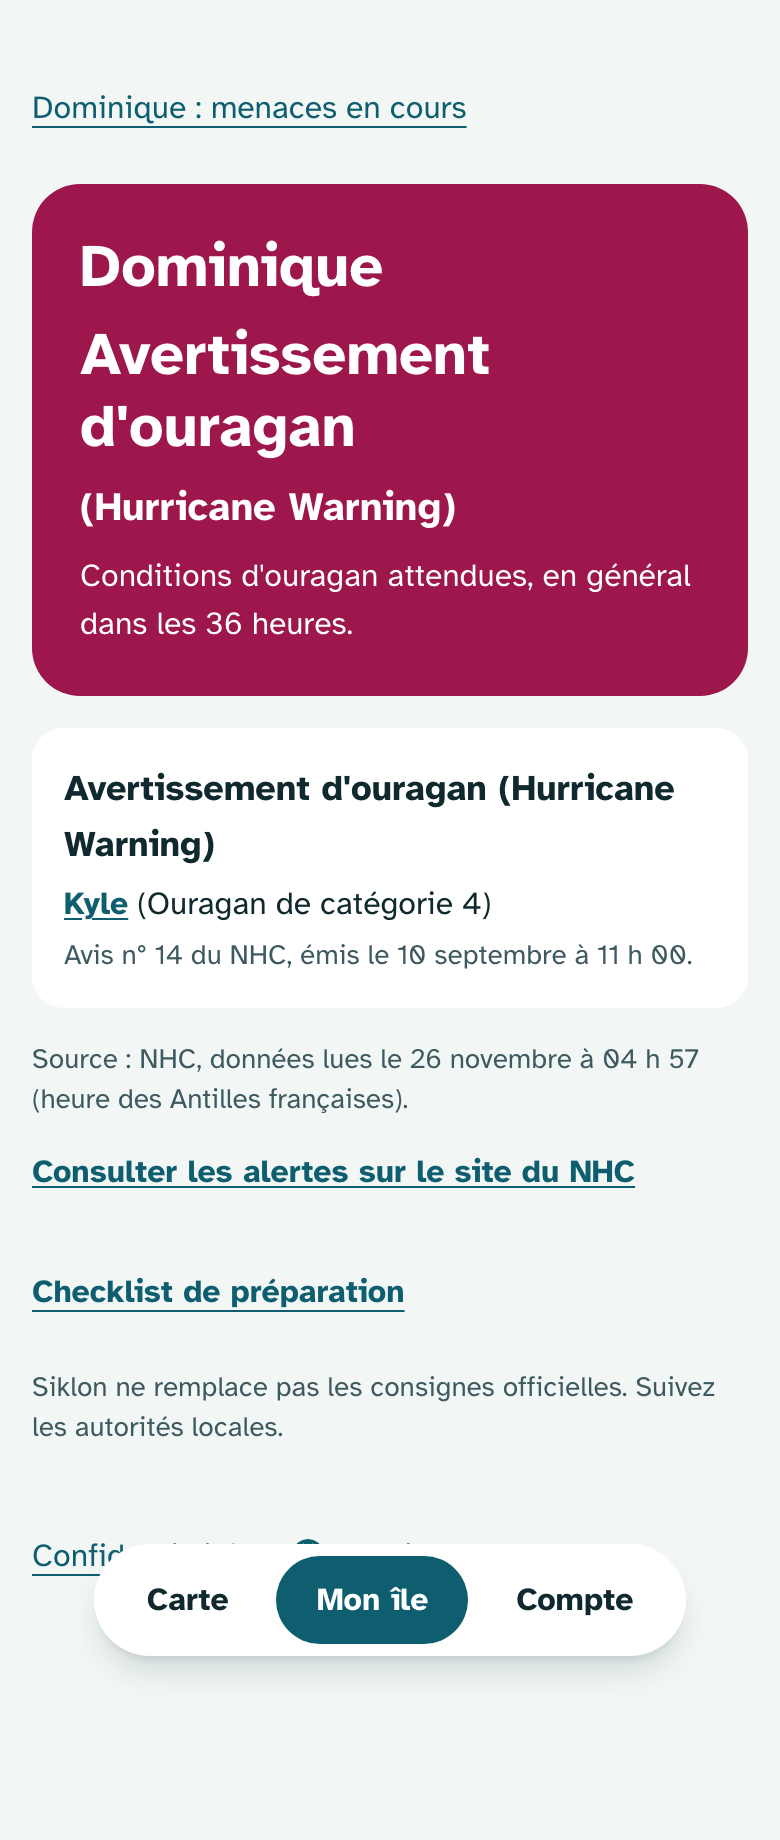 Dominique : menaces en cours
Dominique
Avertissement
d'ouragan
(Hurricane Warning)
Conditions d'ouragan attendues, en général
dans les 36 heures.
Avertissement d'ouragan (Hurricane
Warning)
Kyle (Ouragan de catégorie 4)
Avis n° 14 du NHC, émis le 10 septembre à 11 h 00.
Source : NHC, données lues le 26 novembre à 04 h 57
(heure des Antilles françaises).
Consulter les alertes sur le site du NHC
Checklist de préparation
Siklon ne remplace pas les consignes officielles. Suivez
les autorités locales.
Carte
Mon île
Compte